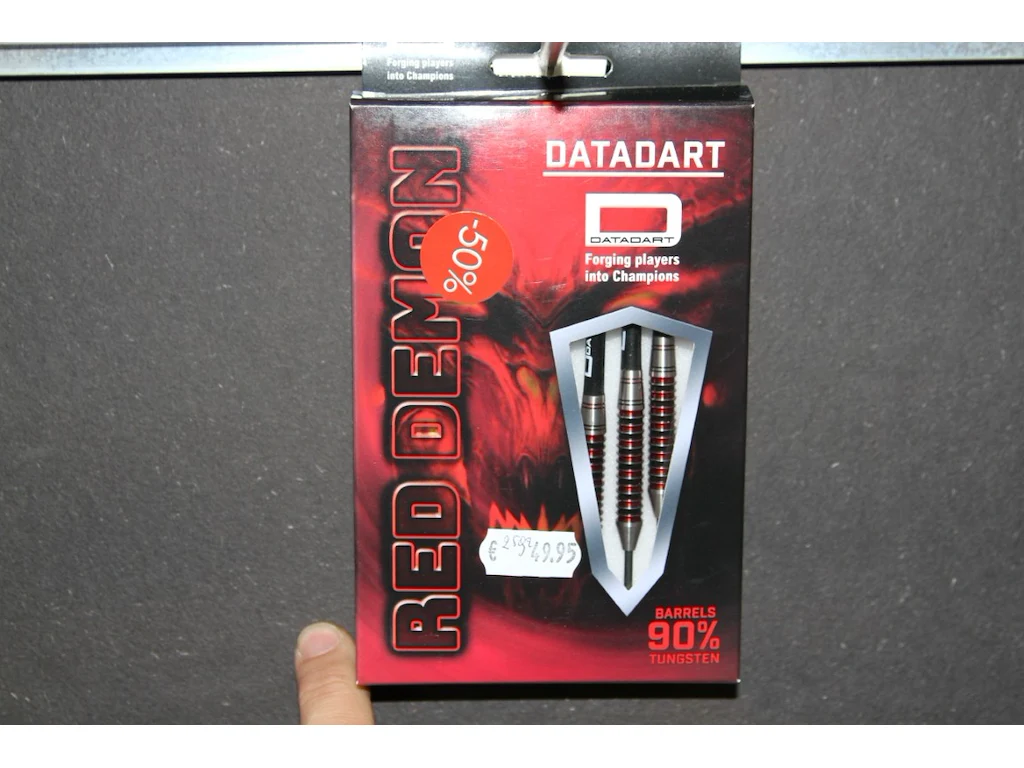 Forging players
into Champions
DATADART
DATADART
Forging players
into Champions
RED DEMON
-50%
€ 49.95
BARRELS
90%
TUNGSTEN